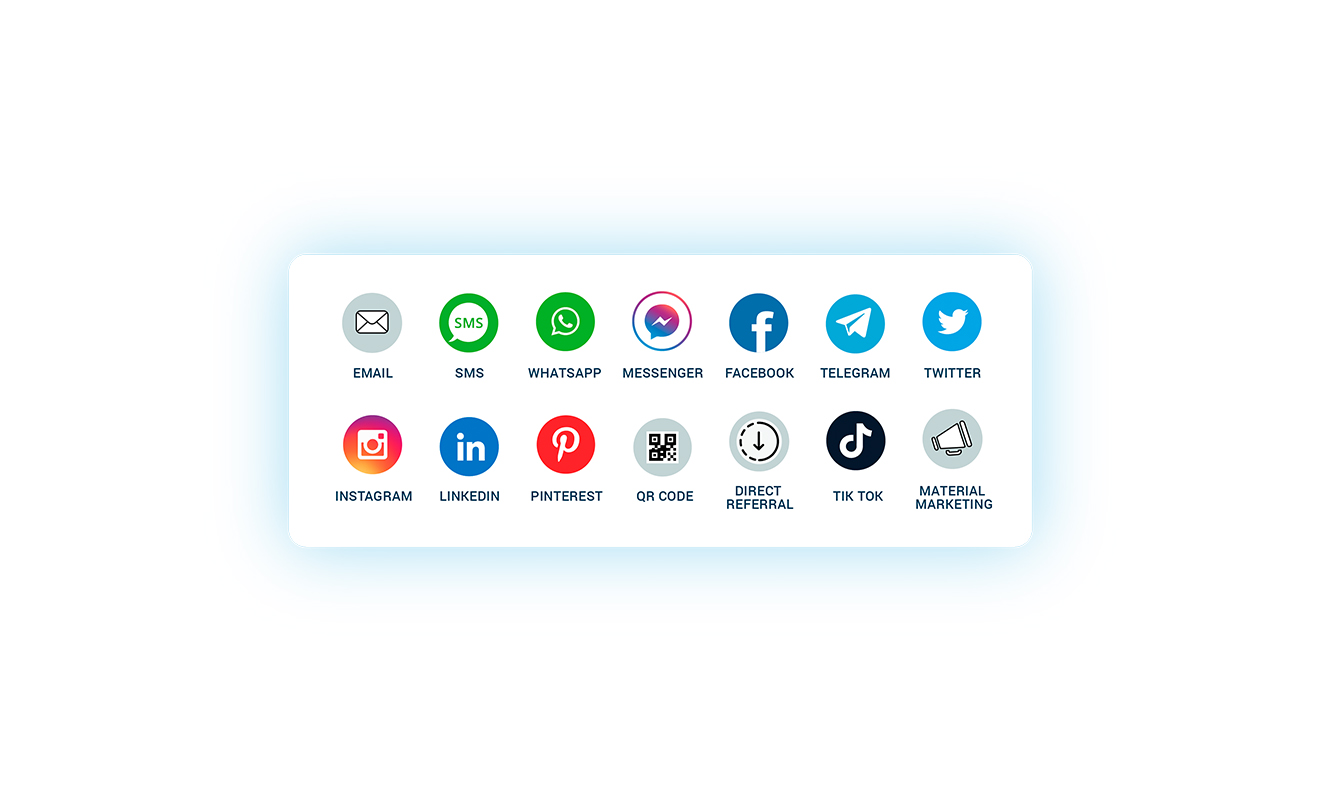 SMS
EMAIL
SMS
WHATSAPP
MESSENGER
FACEBOOK
TELEGRAM
TWITTER
in
INSTAGRAM
LINKEDIN
PINTEREST
QR CODE
DIRECT
REFERRAL
TIK TOK
MATERIAL
MARKETING